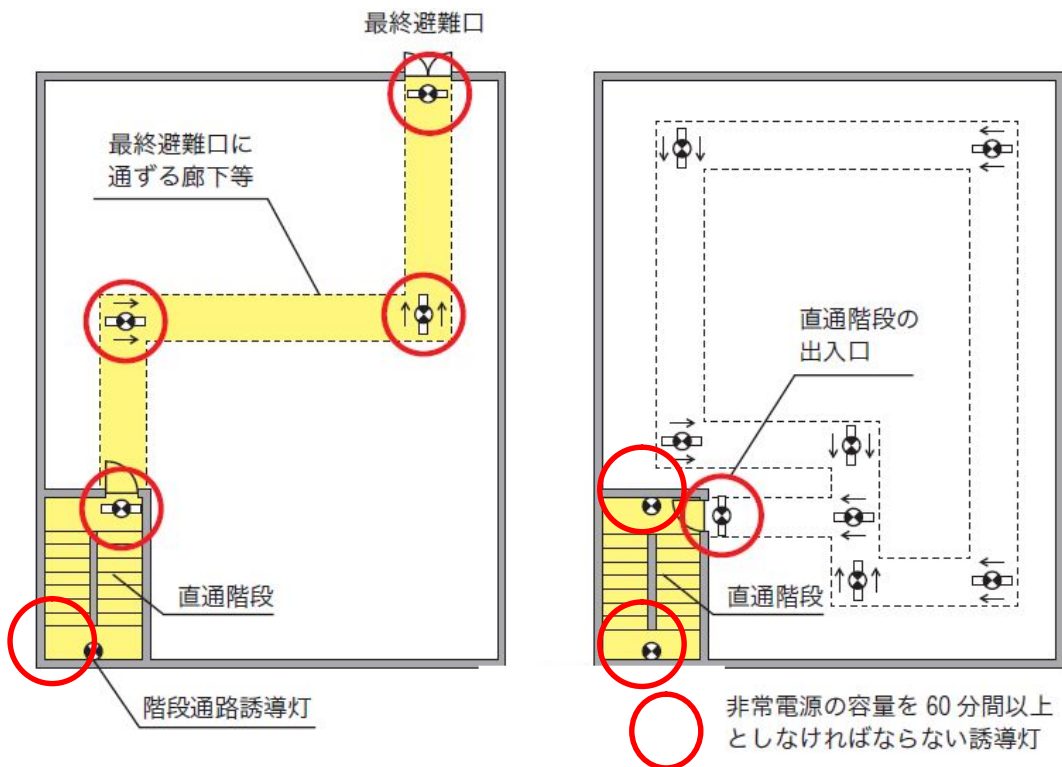 最終避難口
最終避難口に
通ずる廊下等
直通階段
階段通路誘導灯
直通階段の
出入口
直通階段
非常電源の容量を 60 分間以上
としなければならない誘導灯